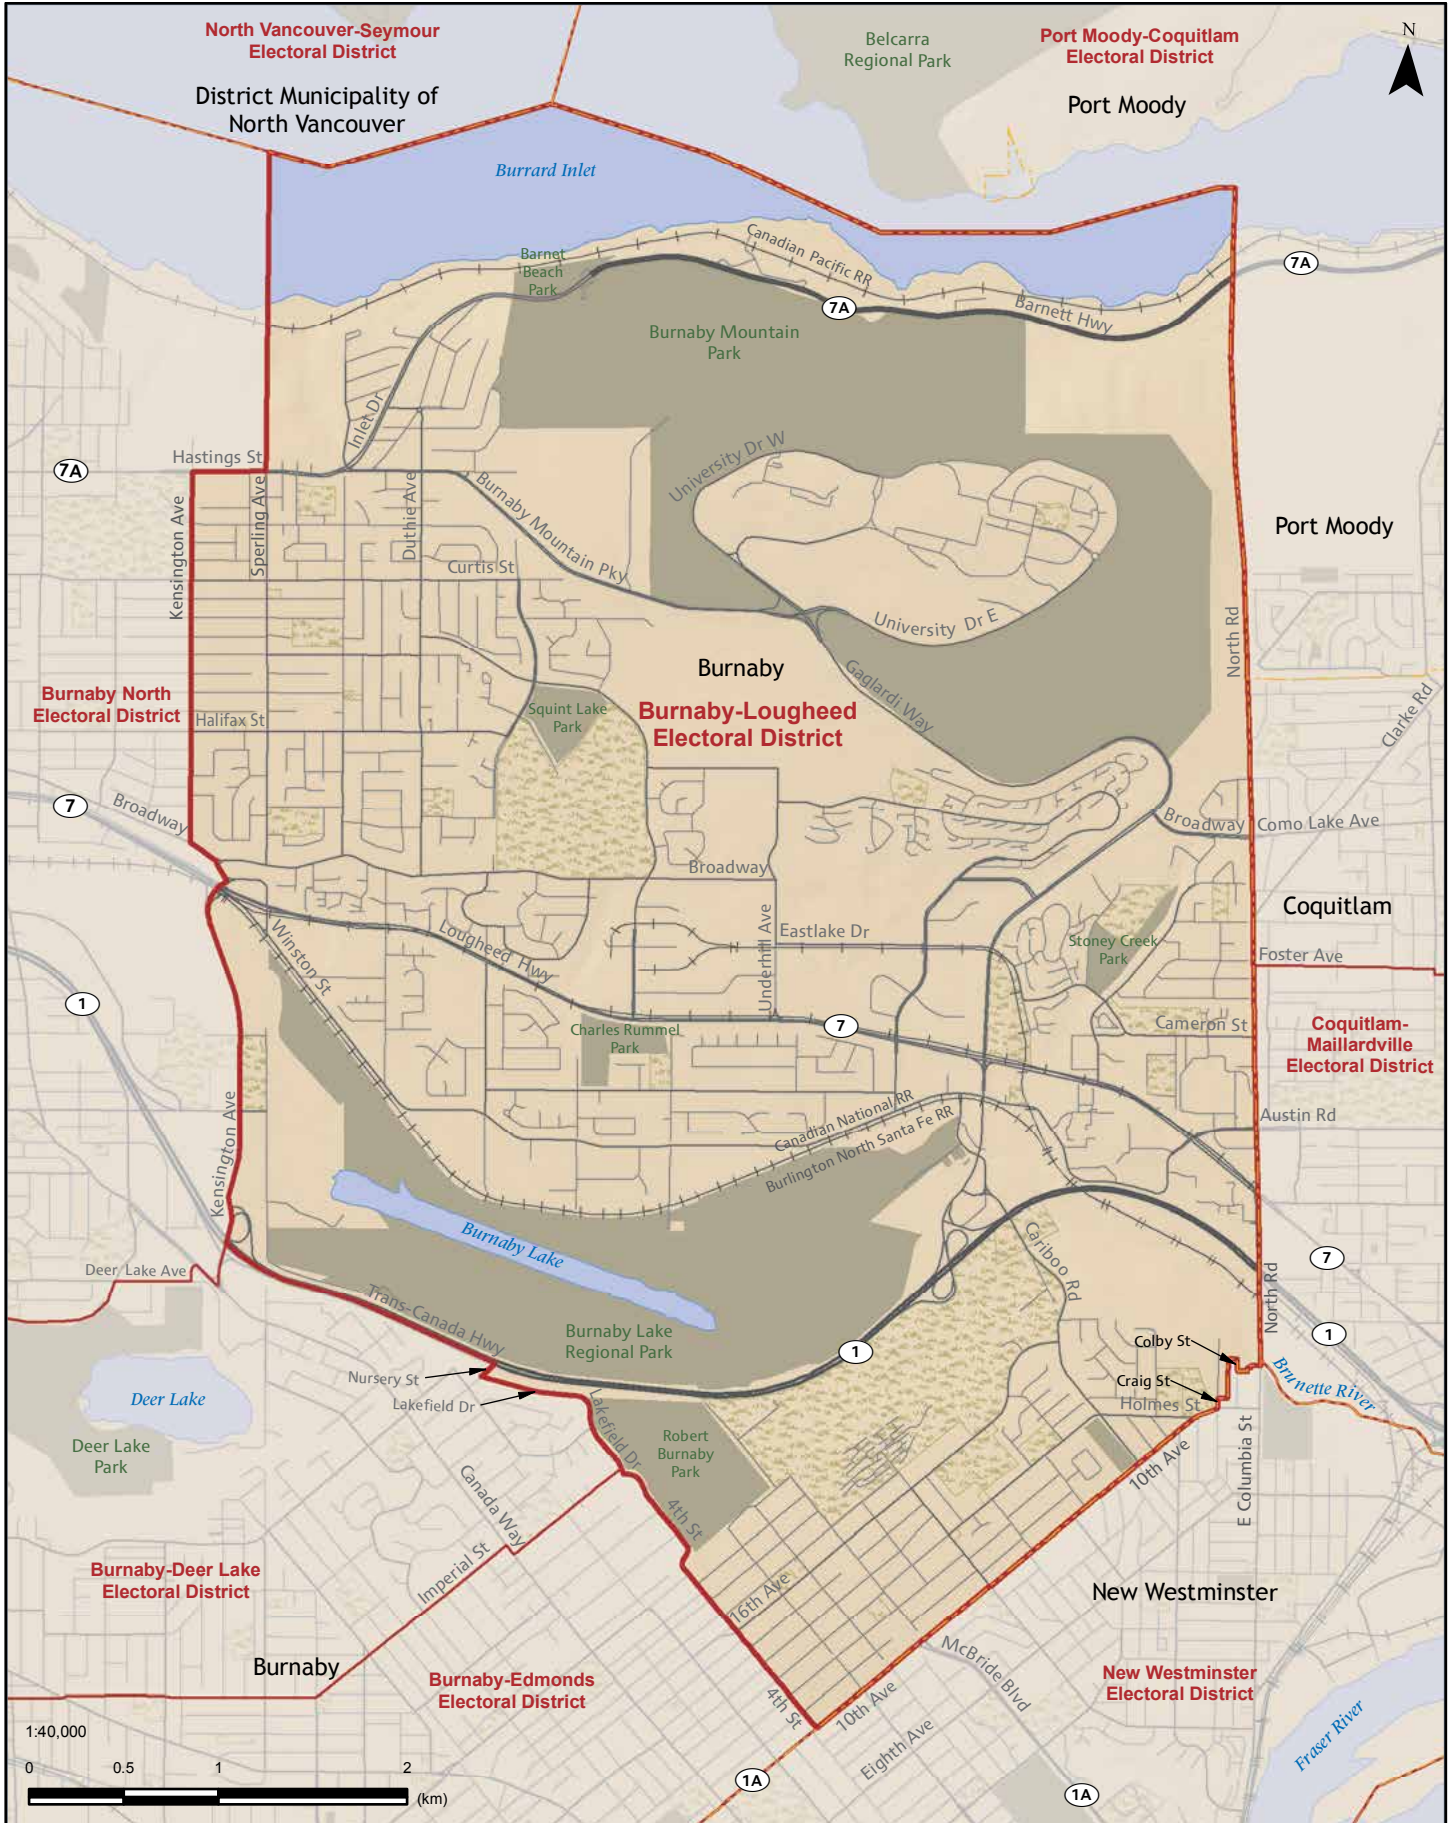 North Vancouver-Seymour
Electoral District
District Municipality of
North Vancouver
Belcarra
Regional Park
Port Moody-Coquitlam
Electoral District
Port Moody
N
Burrard Inlet
Barnet
Beach
Park
Canadian Pacific RR
7A
7A
Barnett Hwy
Burnaby Mountain
Park
Inlet Dr
Hastings St
7A
University Dr W
Kensington Ave
Sperling Ave
Duthie Ave
Burnaby Mountain Pky
Curtis St
Port Moody
University Dr E
North Rd
Burnaby
Burnaby North
Electoral District
Halifax St
Squint Lake
Park
Burnaby-Lougheed
Electoral District
Gaglardi Way
Clarke Rd
7
Broadway
Broadway
Como Lake Ave
Broadway
Coquitlam
Winston St
Lougheed Hwy
Underhill Ave
Eastlake Dr
Stoney Creek
Park
Foster Ave
1
Charles Rummel
Park
7
Cameron St
Coquitlam-
Maillardville
Electoral District
Kensington Ave
Canadian National RR
Burlington North Santa Fe RR
Austin Rd
Burnaby Lake
Cariboo Rd
Deer Lake Ave
7
North Rd
Trans-Canada Hwy
Burnaby Lake
Regional Park
1
1
Colby St
Nursery St
Craig St
Brunette River
Lakefield Dr
Holmes St
Deer Lake
Lakefield Dr
Robert
Burnaby
Park
Deer Lake
Park
10th Ave
E Columbia St
Canada Way
4th St
Imperial St
Burnaby-Deer Lake
Electoral District
16th Ave
New Westminster
Burnaby
Burnaby-Edmonds
Electoral District
McBride Blvd
New Westminster
Electoral District
4th St
10th Ave
Eighth Ave
Fraser River
1:40,000
0 0.5 1 2
(km)
1A
1A